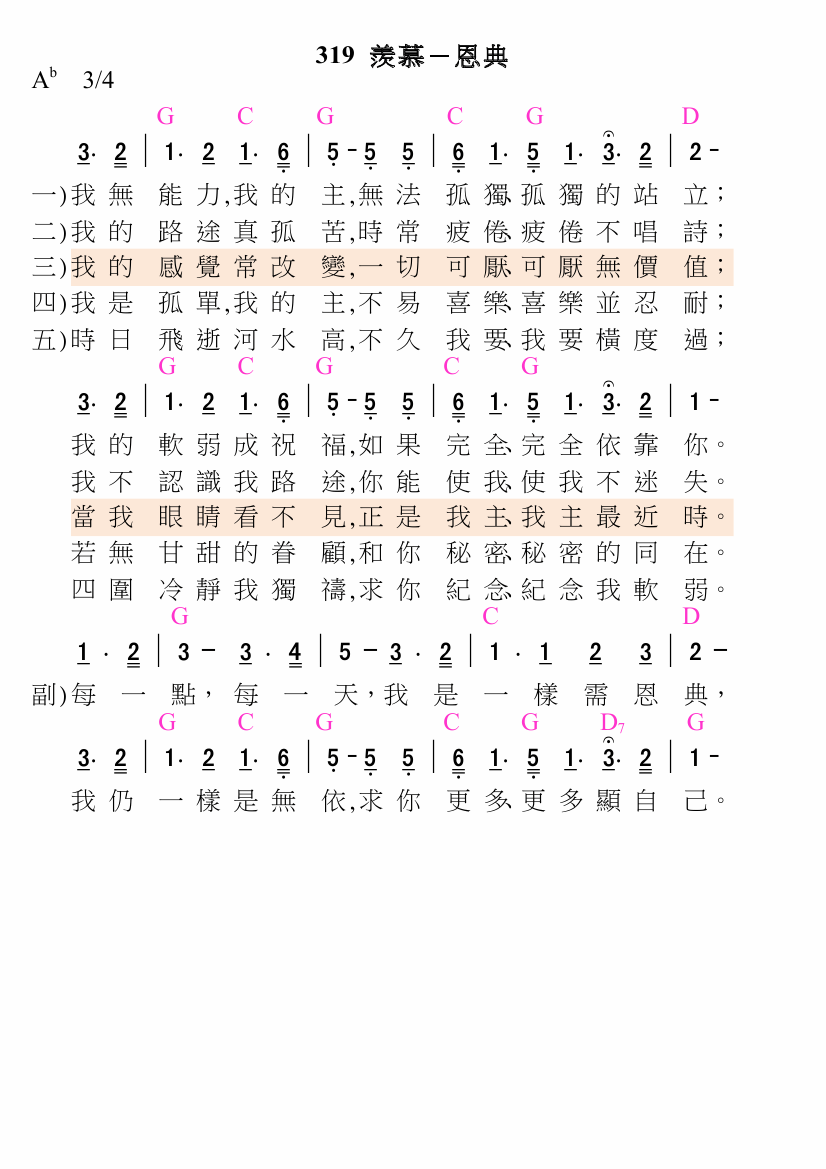 319 羨慕－恩典
A♭ 3/4
G C G C G D
3· 2 | 1· 2 1· 6 | 5 - 5 5 | 6 1· 5 1· 3· 2 | 2 -
一)我無能力,我的主,無法孤獨、孤獨的站立；
二)我的路途真孤苦,時常疲倦、疲倦不唱詩；
三)我的感覺常改變,一切可厭、可厭無價值；
四)我是孤單,我的主,不易喜樂、喜樂並忍耐；
五)時日飛逝河水高,不久我要、我要橫度過；
G C G C G
3· 2 | 1· 2 1· 6 | 5 - 5 5 | 6 1· 5 1· 3· 2 | 1 -
我的軟弱成祝福,如果完全、完全依靠你。
我不認識我路途,你能使我、使我不迷失。
當我眼睛看不見,正是我主、我主最近時。
若無甘甜的眷顧,和你秘密、秘密的同在。
四圍冷靜我獨禱,求你紀念、紀念我軟弱。
G C D
1 · 2 | 3 － 3 · 4 | 5 － 3 · 2 | 1 · 1 2 3 | 2 －
副)每一點，每一天，我是一樣需恩典，
G C G C G D7 G
3· 2 | 1· 2 1· 6 | 5 - 5 5 | 6 1· 5 1· 3· 2 | 1 -
我仍一樣是無依,求你更多、更多顯自己。